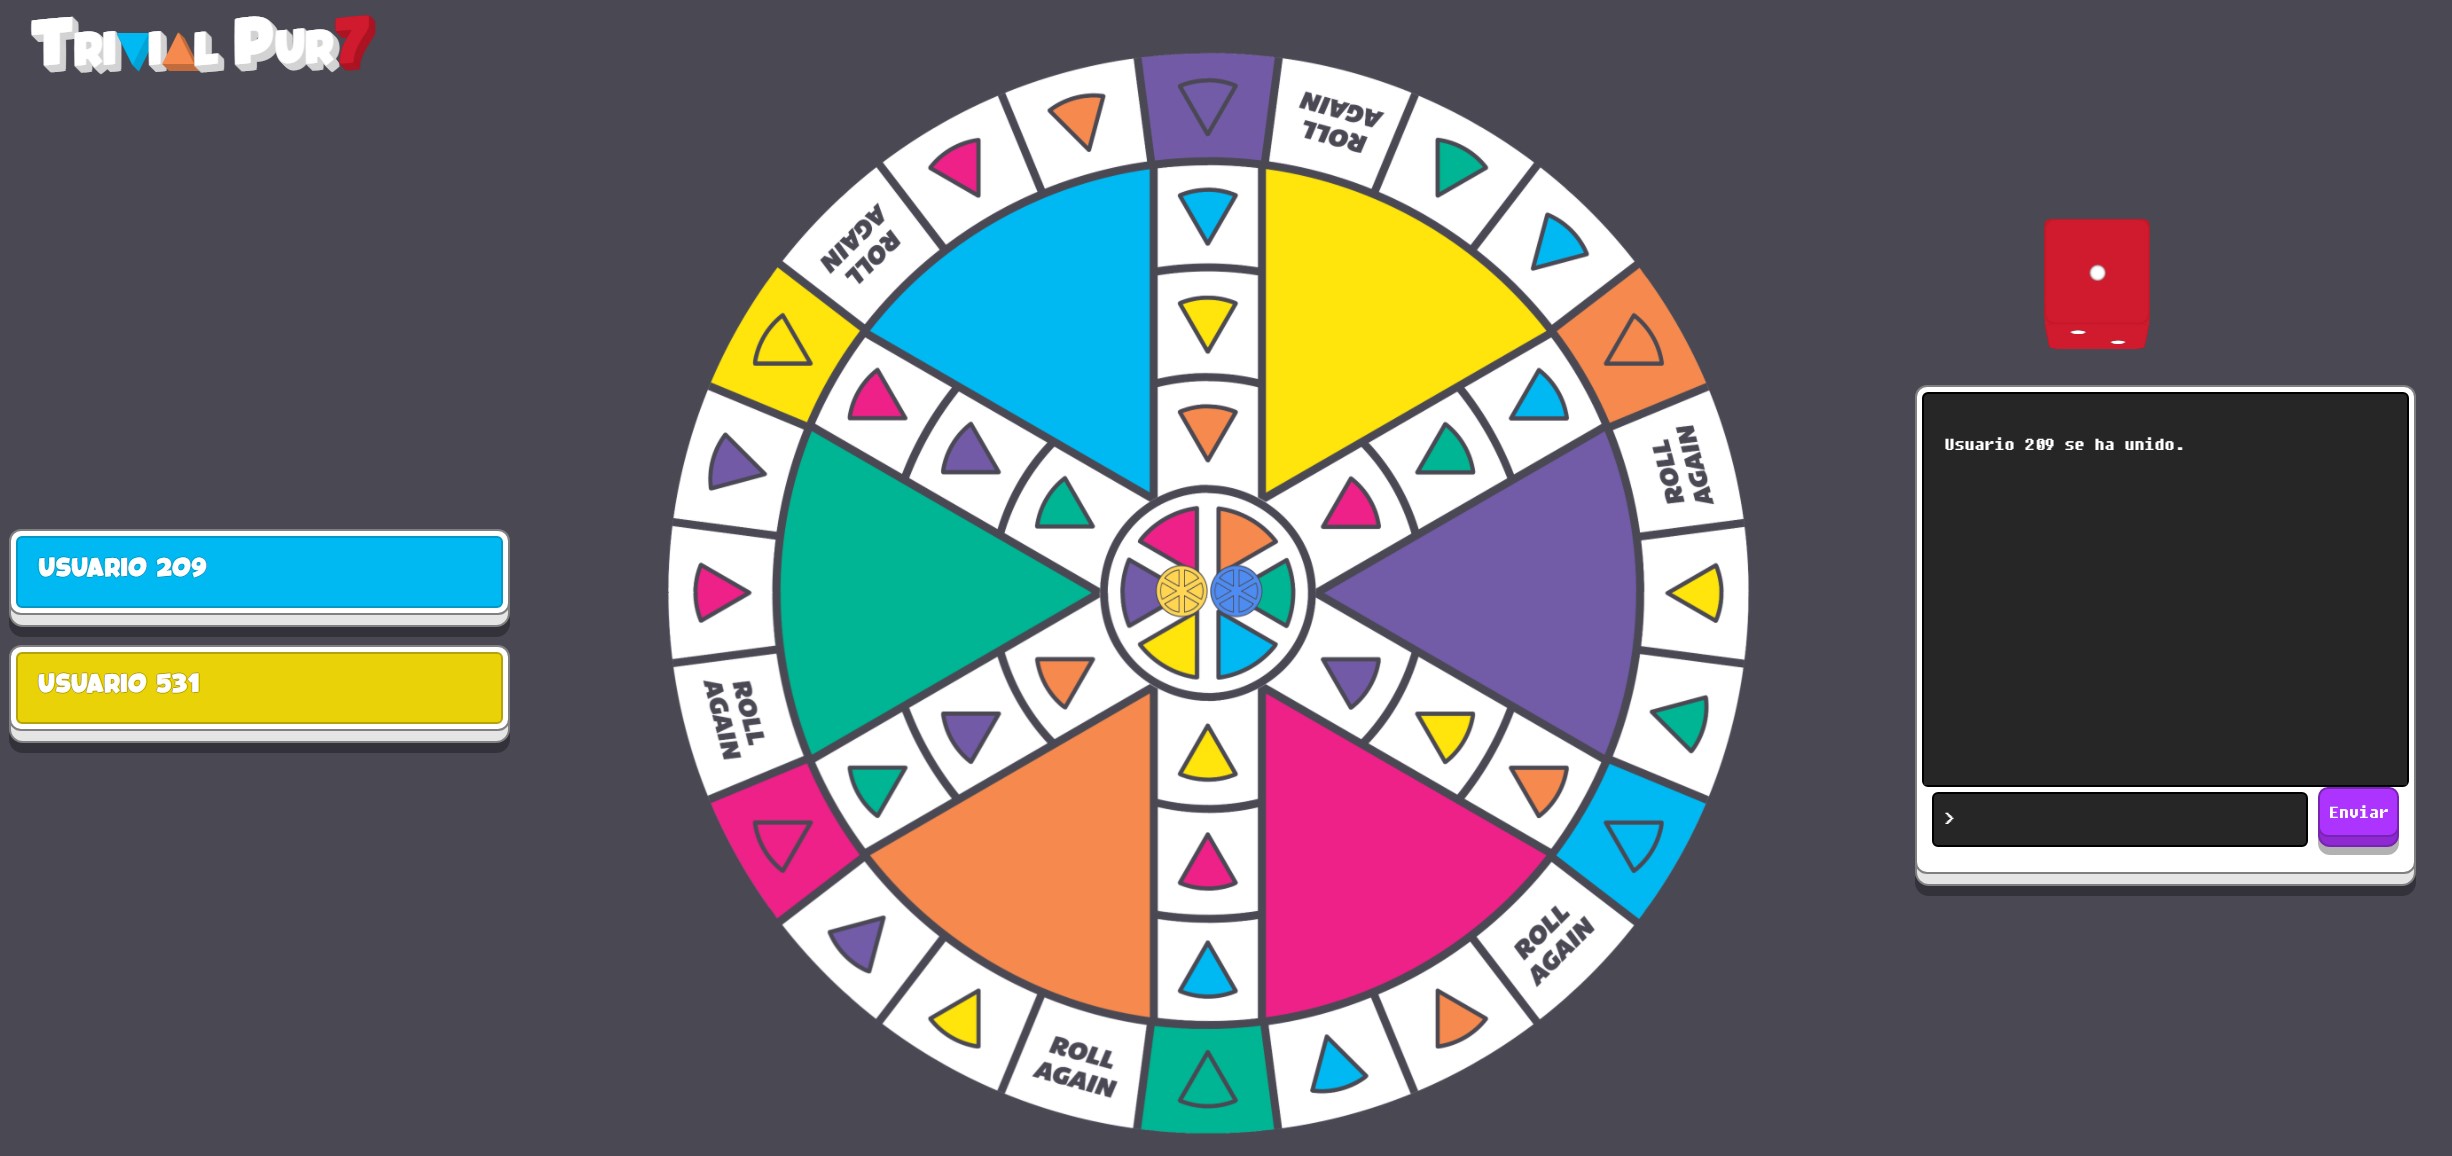 TRIVIAL PUR7
ROLL
AGAIN
ROLL
AGAIN
ROLL
AGAIN
Usuario 209 se ha unido.
USUARIO 209
USUARIO 531
ROLL
AGAIN
>
Enviar
ROLL
AGAIN
ROLL
AGAIN